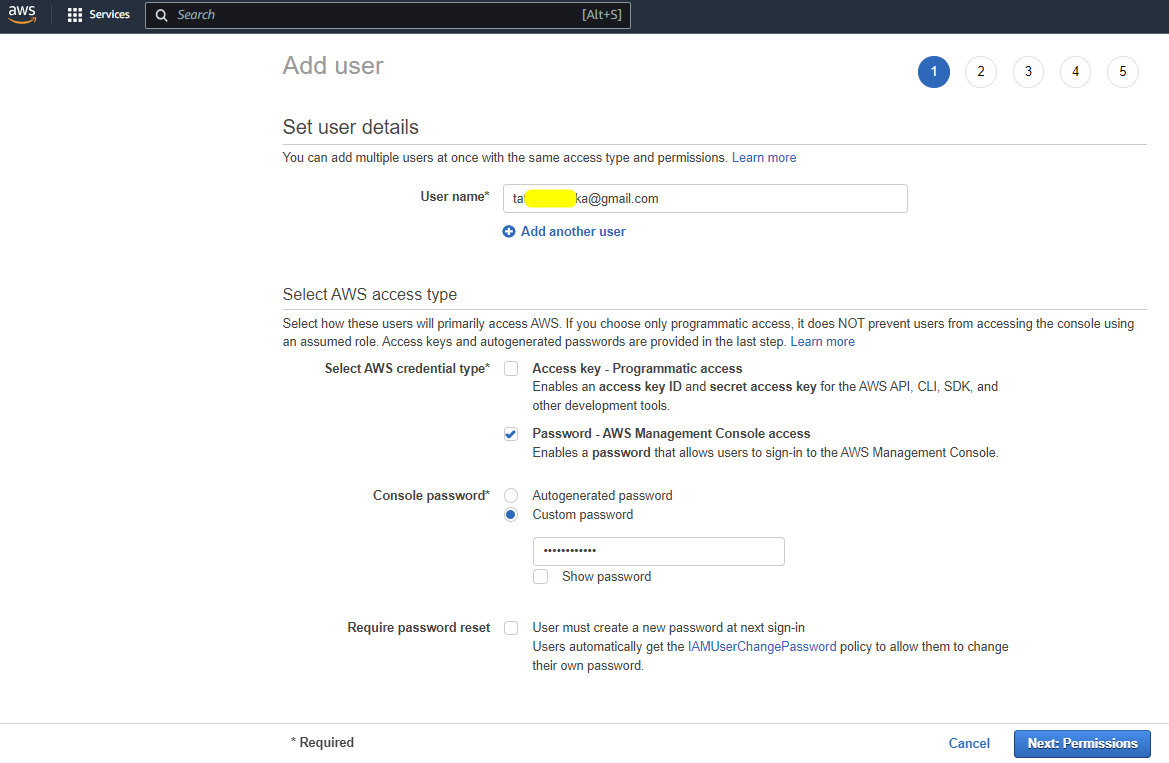 aws Services Search [Alt+S]
Add user
1 2 3 4 5
Set user details
You can add multiple users at once with the same access type and permissions. Learn more
User name* ta ka@gmail.com
Add another user
Select AWS access type
Select how these users will primarily access AWS. If you choose only programmatic access, it does NOT prevent users from accessing the console using
an assumed role. Access keys and autogenerated passwords are provided in the last step. Learn more
Select AWS credential type* Access key - Programmatic access
Enables an access key ID and secret access key for the AWS API, CLI, SDK, and
other development tools.
Password - AWS Management Console access
Enables a password that allows users to sign-in to the AWS Management Console.
Console password* Autogenerated password
Custom password
••••••••••••
Show password
Require password reset User must create a new password at next sign-in
Users automatically get the IAMUserChangePassword policy to allow them to change
their own password.
* Required Cancel Next: Permissions